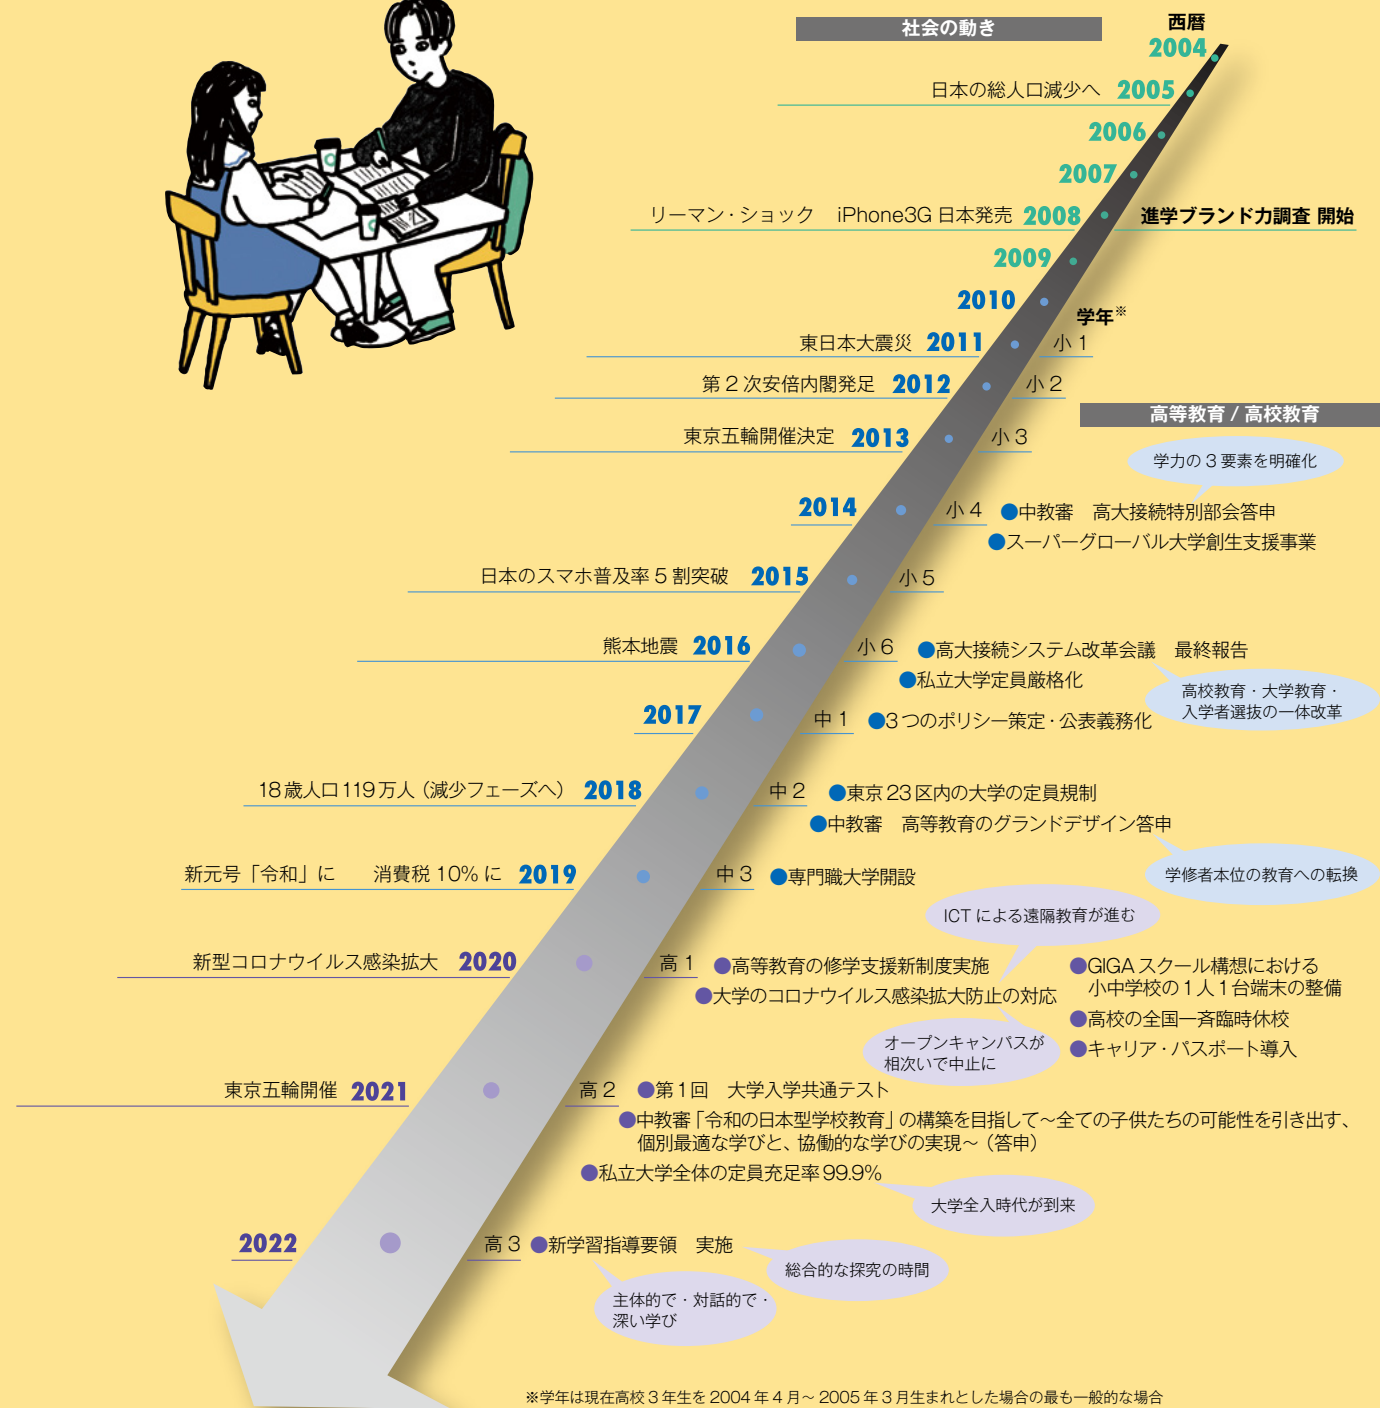 社会の動き
西暦
2004
日本の総人口減少へ 2005
2006
2007
リーマン・ショック iPhone3G 日本発売 2008 進学ブランド力調査 開始
2009
2010
学年※
東日本大震災 2011 小1
第2次安倍内閣発足 2012 小2
高等教育 / 高校教育
東京五輪開催決定 2013 小3
学力の3要素を明確化
2014 小4 ●中教審 高大接続特別部会答申
●スーパーグローバル大学創生支援事業
日本のスマホ普及率5割突破 2015 小5
熊本地震 2016 小6 ●高大接続システム改革会議 最終報告
●私立大学定員厳格化
高校教育・大学教育・
入学者選抜の一体改革
2017 中1 ●3つのポリシー策定・公表義務化
18歳人口119万人（減少フェーズへ） 2018 中2 ●東京23区内の大学の定員規制
●中教審 高等教育のグランドデザイン答申
学修者本位の教育への転換
新元号「令和」に 消費税10%に 2019 中3 ●専門職大学開設
ICTによる遠隔教育が進む
新型コロナウイルス感染拡大 2020 高1 ●高等教育の修学支援新制度実施
●大学のコロナウイルス感染拡大防止の対応
オープンキャンパスが
相次いで中止に
●GIGAスクール構想における
小中学校の1人1台端末の整備
●高校の全国一斉臨時休校
●キャリア・パスポート導入
東京五輪開催 2021 高2 ●第1回 大学入学共通テスト
●中教審「令和の日本型学校教育」の構築を目指して～全ての子供たちの可能性を引き出す、
個別最適な学びと、協働的な学びの実現～（答申）
●私立大学全体の定員充足率99.9%
大学全入時代が到来
2022 高3 ●新学習指導要領 実施
総合的な探究の時間
主体的で・対話的で・
深い学び
※学年は現在高校3年生を2004年4月～2005年3月生まれとした場合の最も一般的な場合